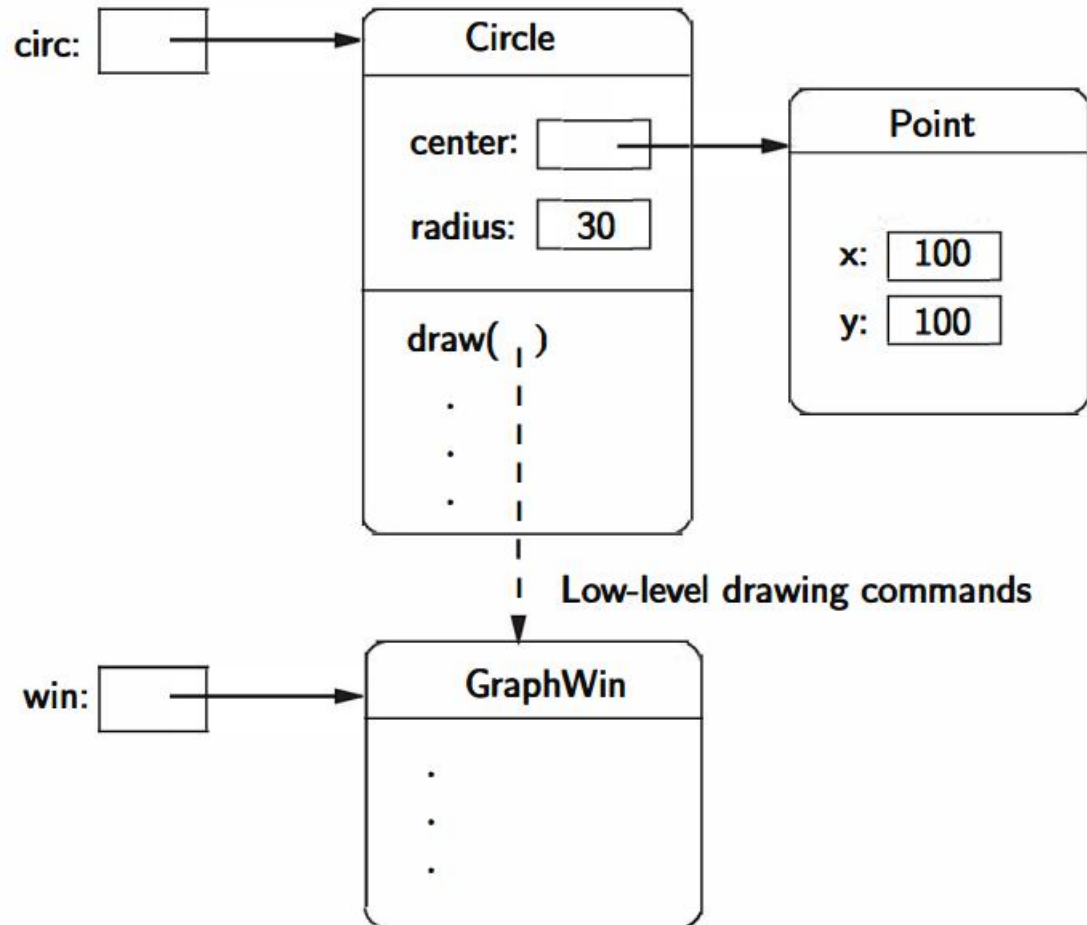 circ:
Circle
center:
radius: 30
draw( )
.
.
.
Point
x: 100
y: 100
Low-level drawing commands
win:
GraphWin
.
.
.